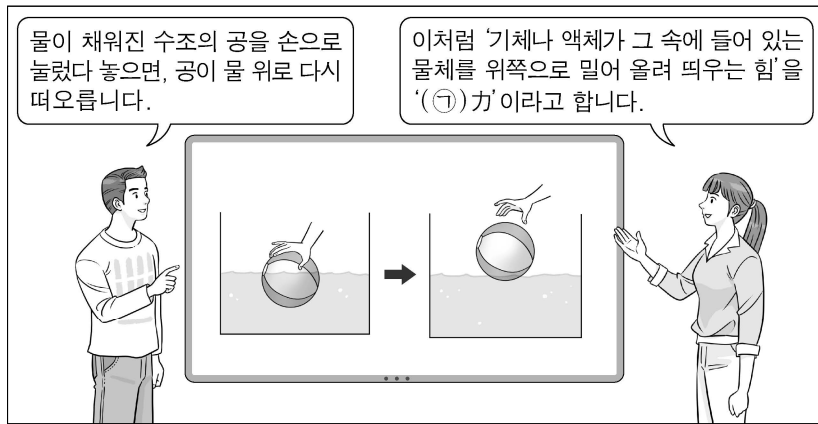 물이 채워진 수조의 공을 손으로
눌렀다 놓으면, 공이 물 위로 다시
떠오릅니다.
이처럼 ‘기체나 액체가 그 속에 들어 있는
물체를 위쪽으로 밀어 올려 띄우는 힘’을
‘(㉠)力’이라고 합니다.